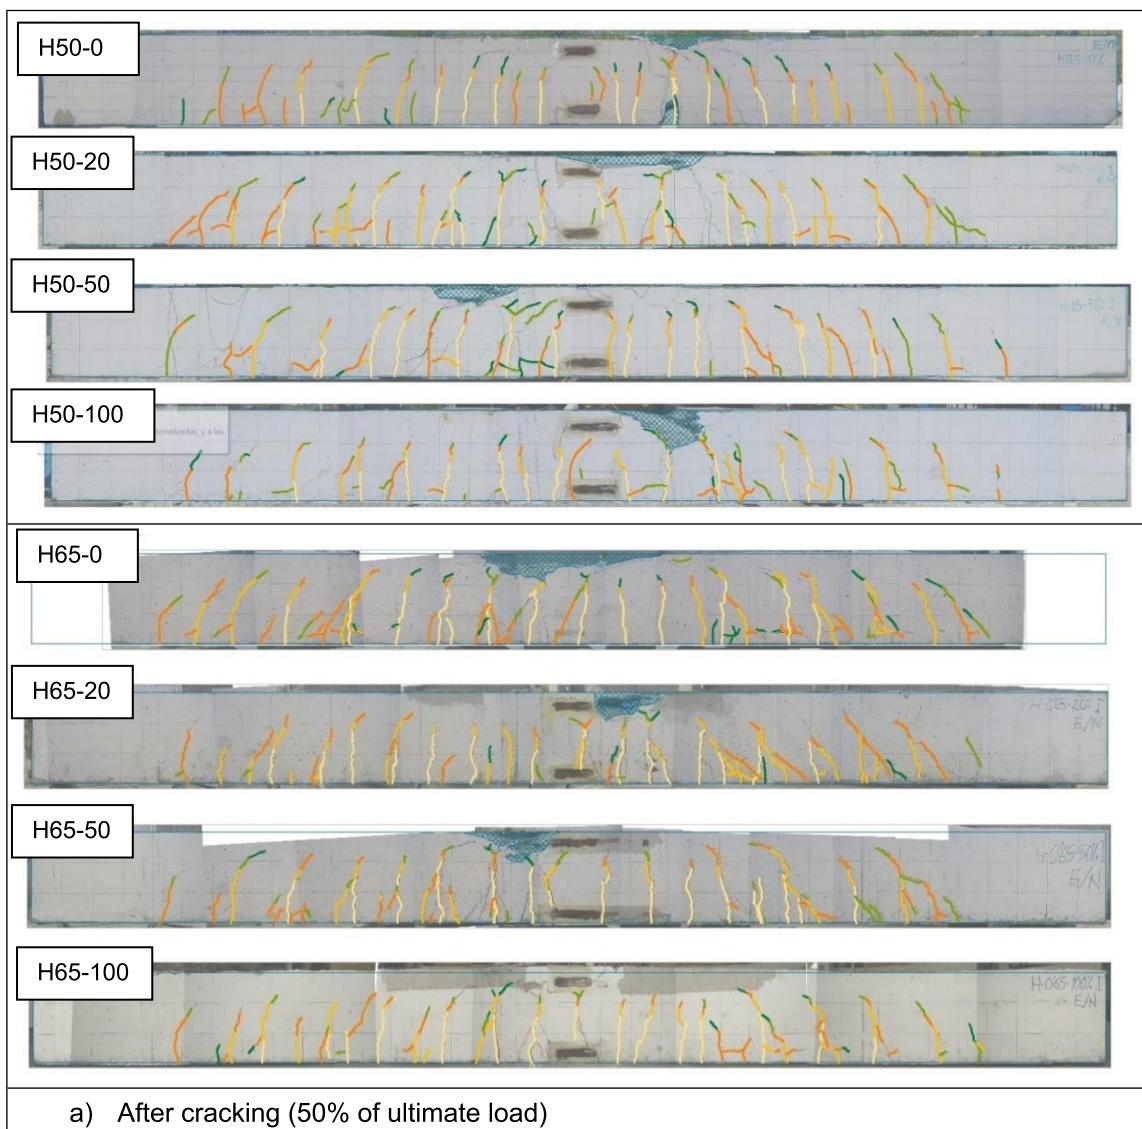 H50-0
H50-20
H50-50
H50-100
H65-0
H65-20
E/N
H65-50
E/N
H65-100
E/N
a) After cracking (50% of ultimate load)